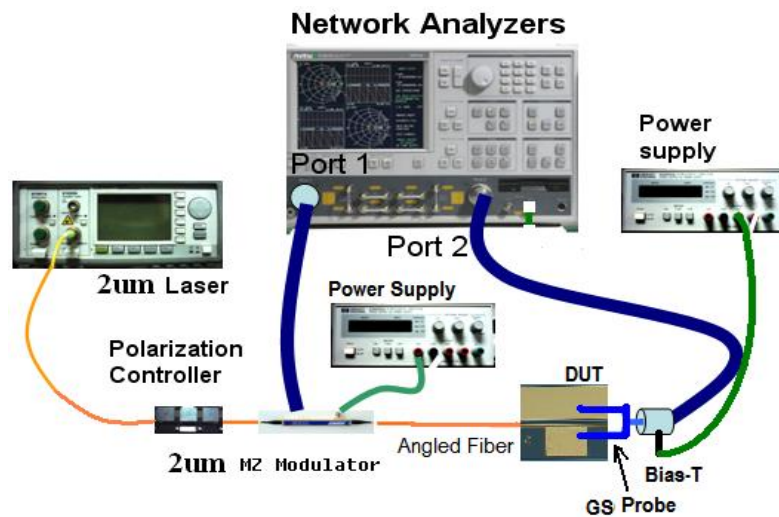 Network Analyzers
Port 1
Port 2
Power
supply
2um Laser
Power Supply
Polarization
Controller
2um MZ Modulator
Angled Fiber
DUT
GS Probe
Bias-T